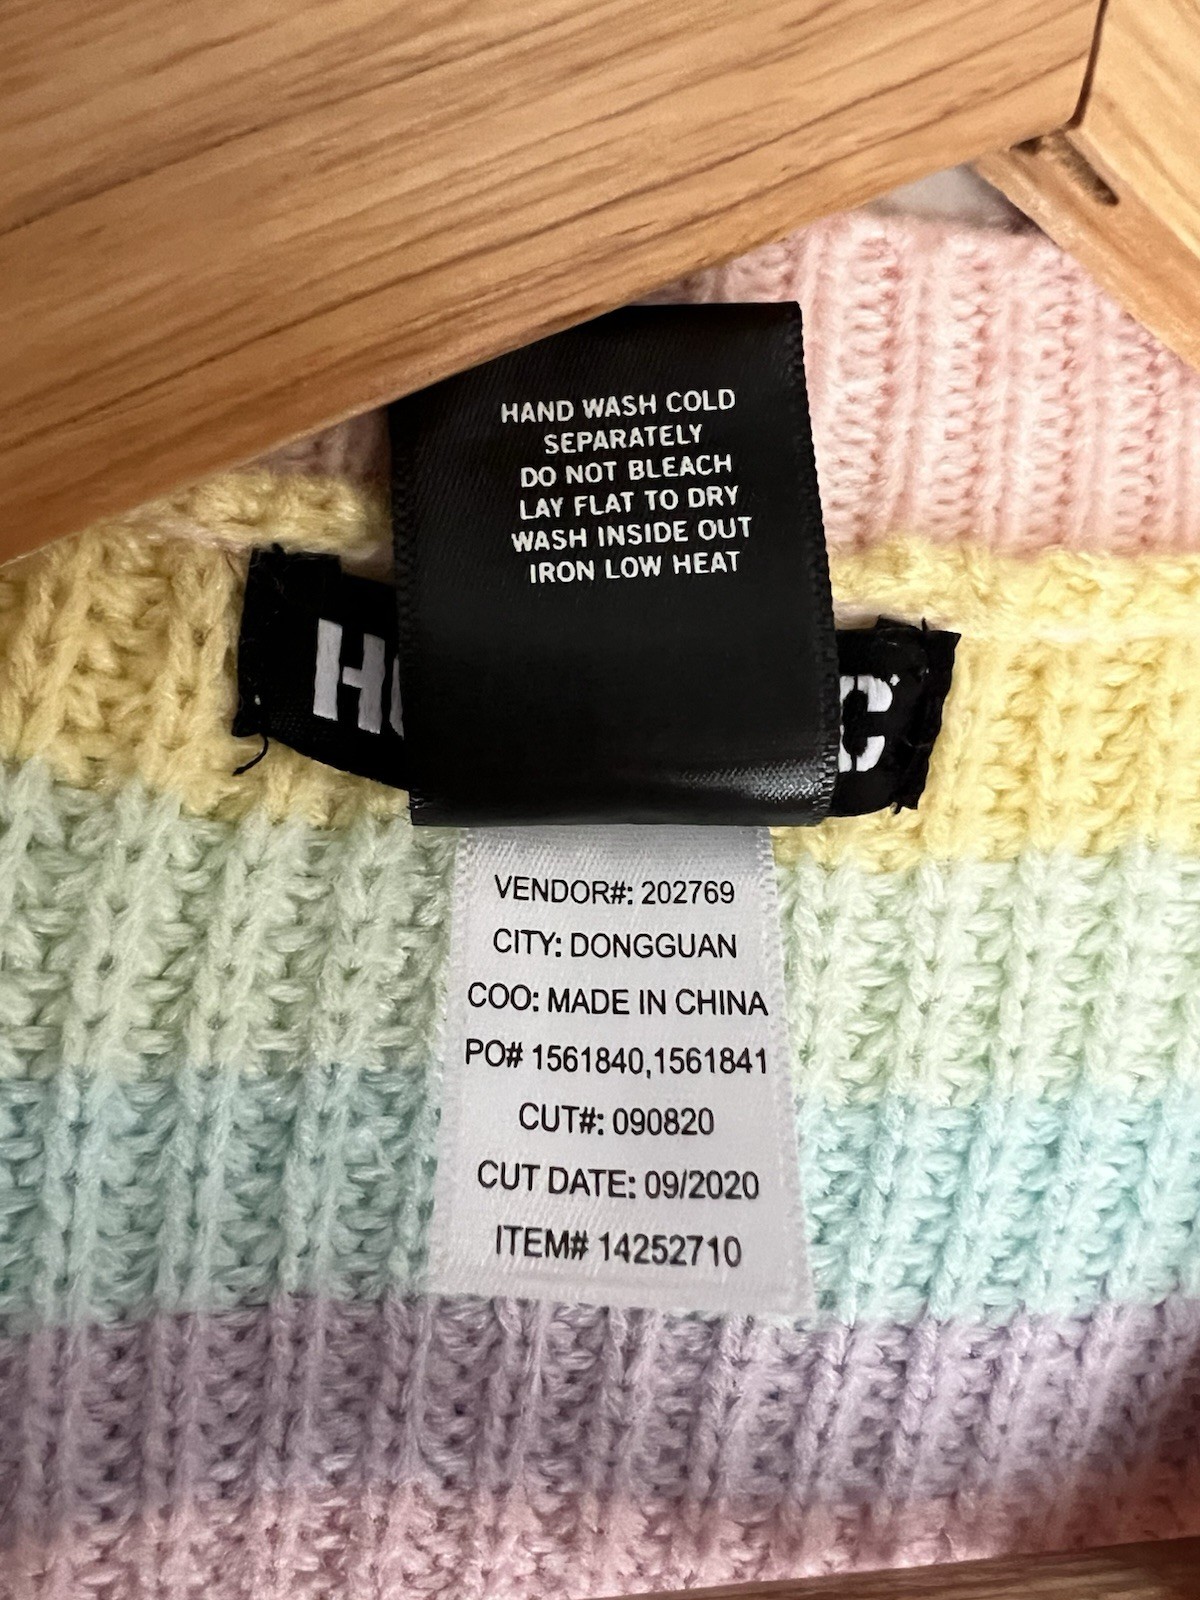 HAND WASH COLD
SEPARATELY
DO NOT BLEACH
LAY FLAT TO DRY
WASH INSIDE OUT
IRON LOW HEAT
VENDOR#: 202769
CITY: DONGGUAN
COO: MADE IN CHINA
PO# 1561840,1561841
CUT#: 090820
CUT DATE: 09/2020
ITEM# 14252710